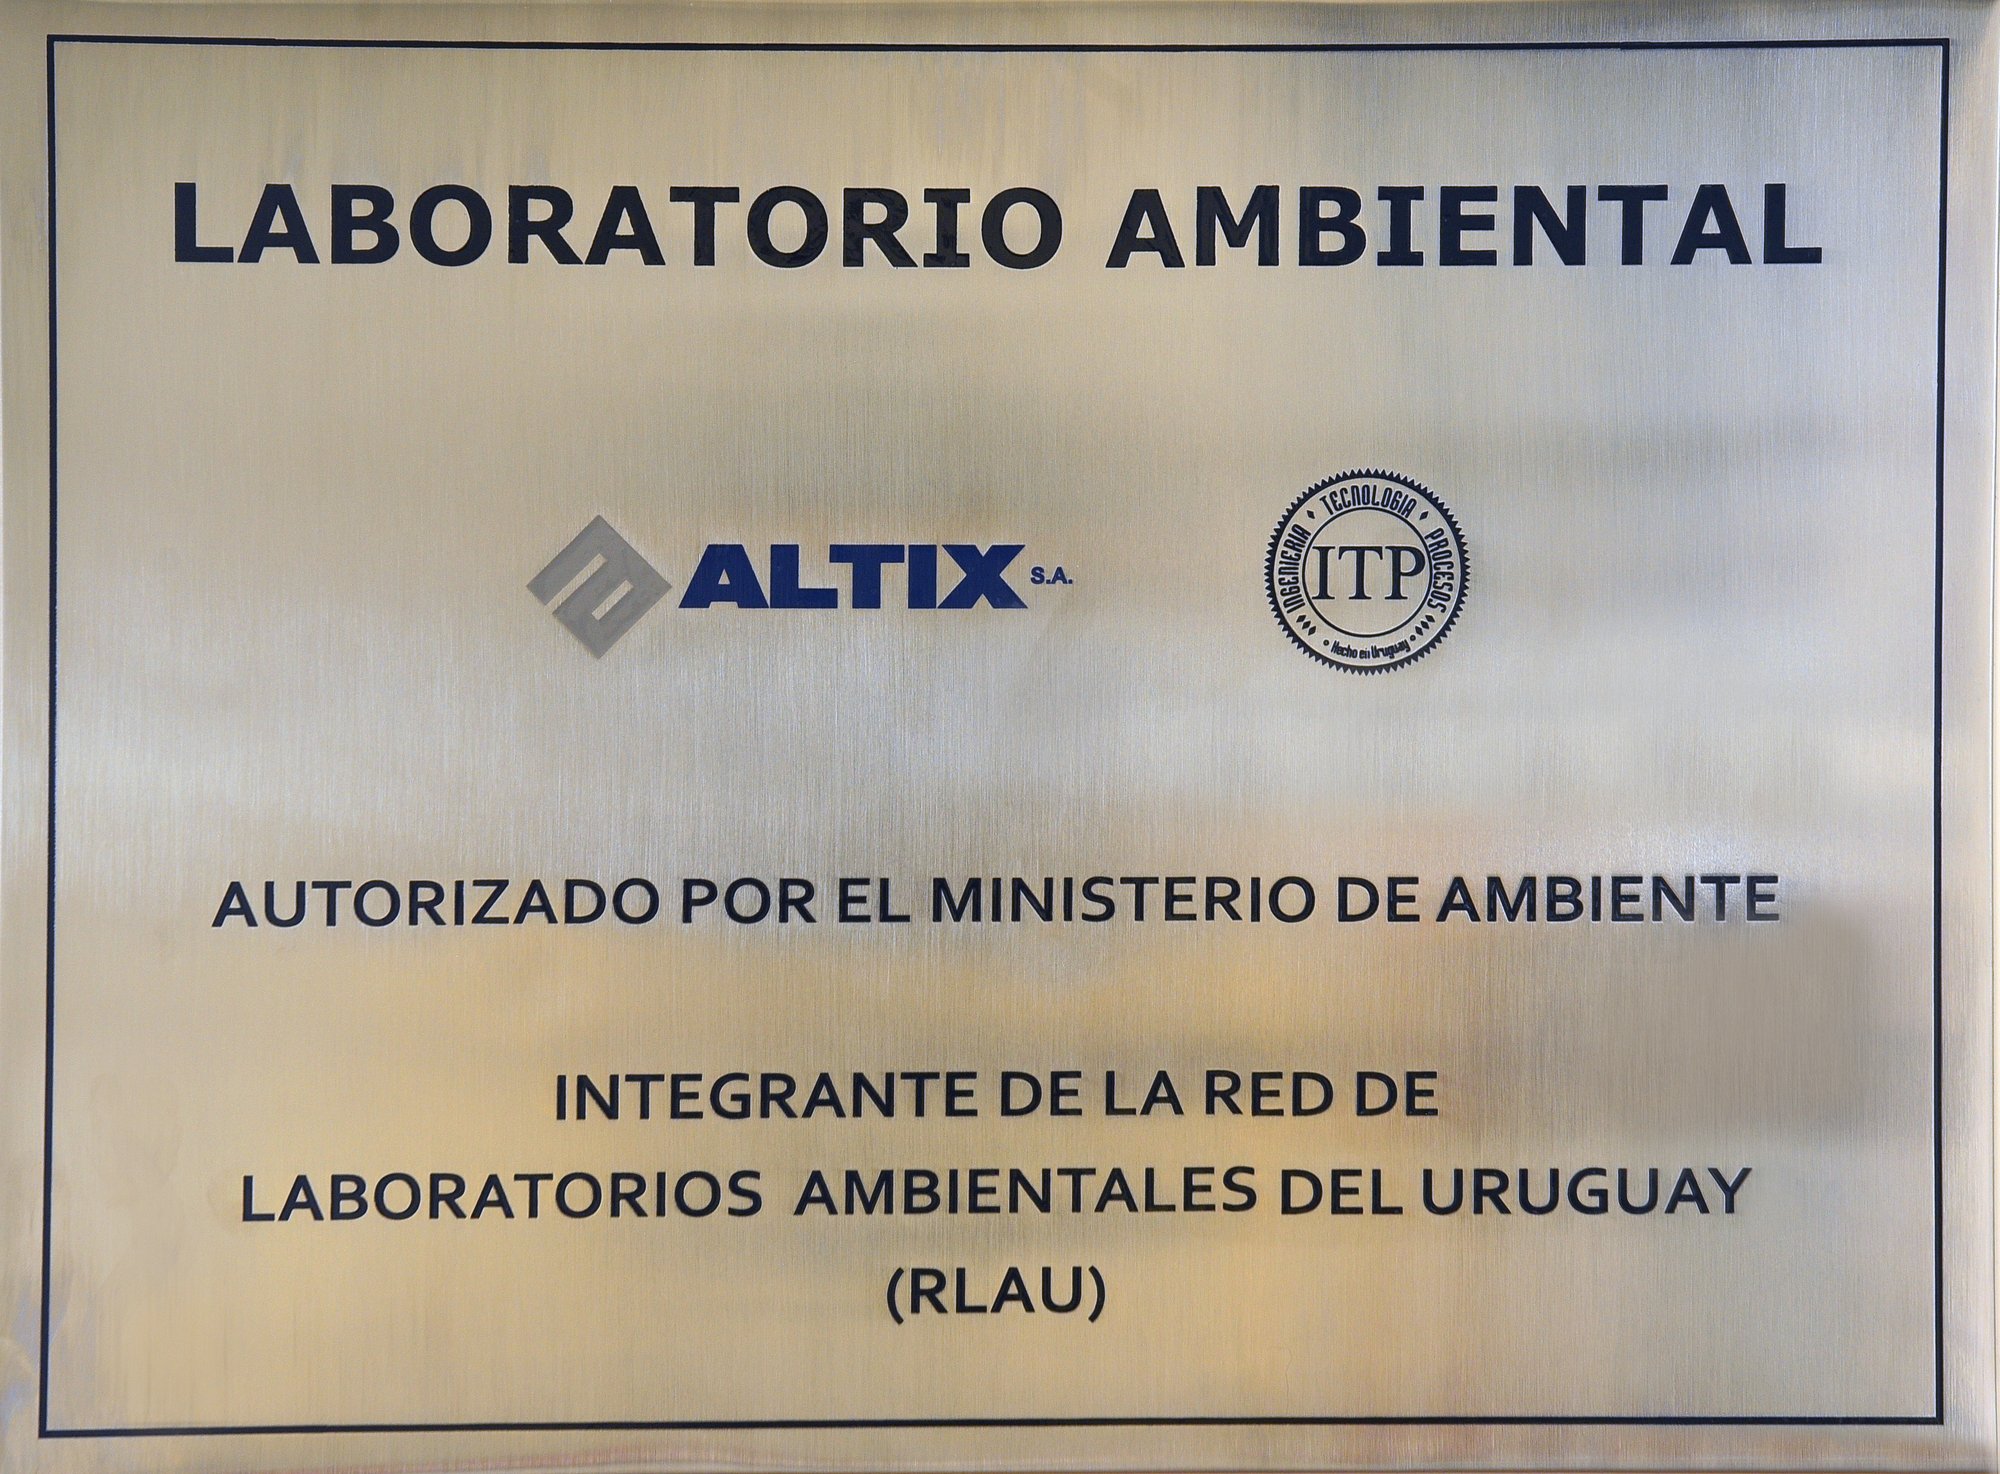 LABORATORIO AMBIENTAL
ALTIX S.A.
INGENIERIA TECNOLOGIA PROCESOS
ITP
Hecho en Uruguay
AUTORIZADO POR EL MINISTERIO DE AMBIENTE
INTEGRANTE DE LA RED DE
LABORATORIOS AMBIENTALES DEL URUGUAY
(RLAU)